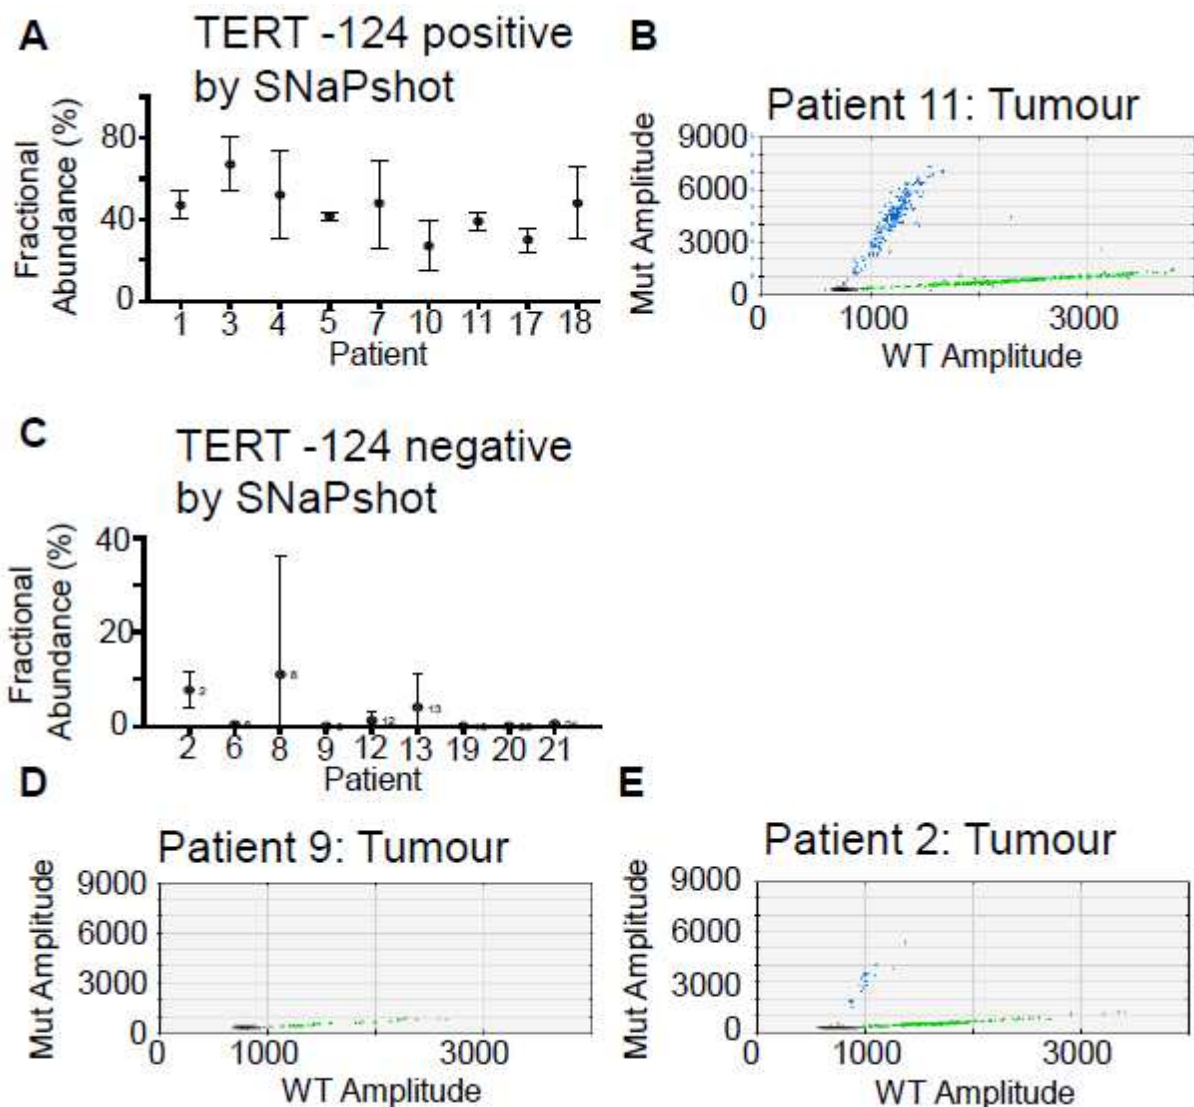 A
TERT -124 positive
by SNaPshot
Fractional
Abundance (%)
80
40
0
1 3 4 5 7 10 11 17 18
Patient
B
Patient 11: Tumour
Mut Amplitude
9000
6000
3000
0
0 1000 3000
WT Amplitude
C
TERT -124 negative
by SNaPshot
Fractional
Abundance (%)
40
20
0
2
8
12
13
2 6 8 9 12 13 19 20 21
Patient
D
Patient 9: Tumour
Mut Amplitude
9000
6000
3000
0
0 1000 3000
WT Amplitude
E
Patient 2: Tumour
Mut Amplitude
9000
6000
3000
0
0 1000 3000
WT Amplitude